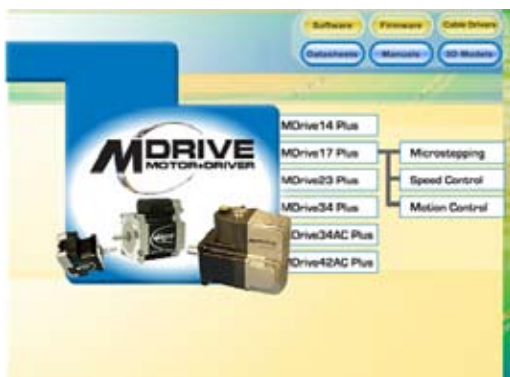 Software Firmware Cable Drivers
Datasheets Manuals 3D Models
MDRIVE
MOTOR+DRIVER
MDrive14 Plus
MDrive17 Plus Microstepping
MDrive23 Plus Speed Control
MDrive34 Plus Motion Control
MDrive34AC Plus
MDrive42AC Plus